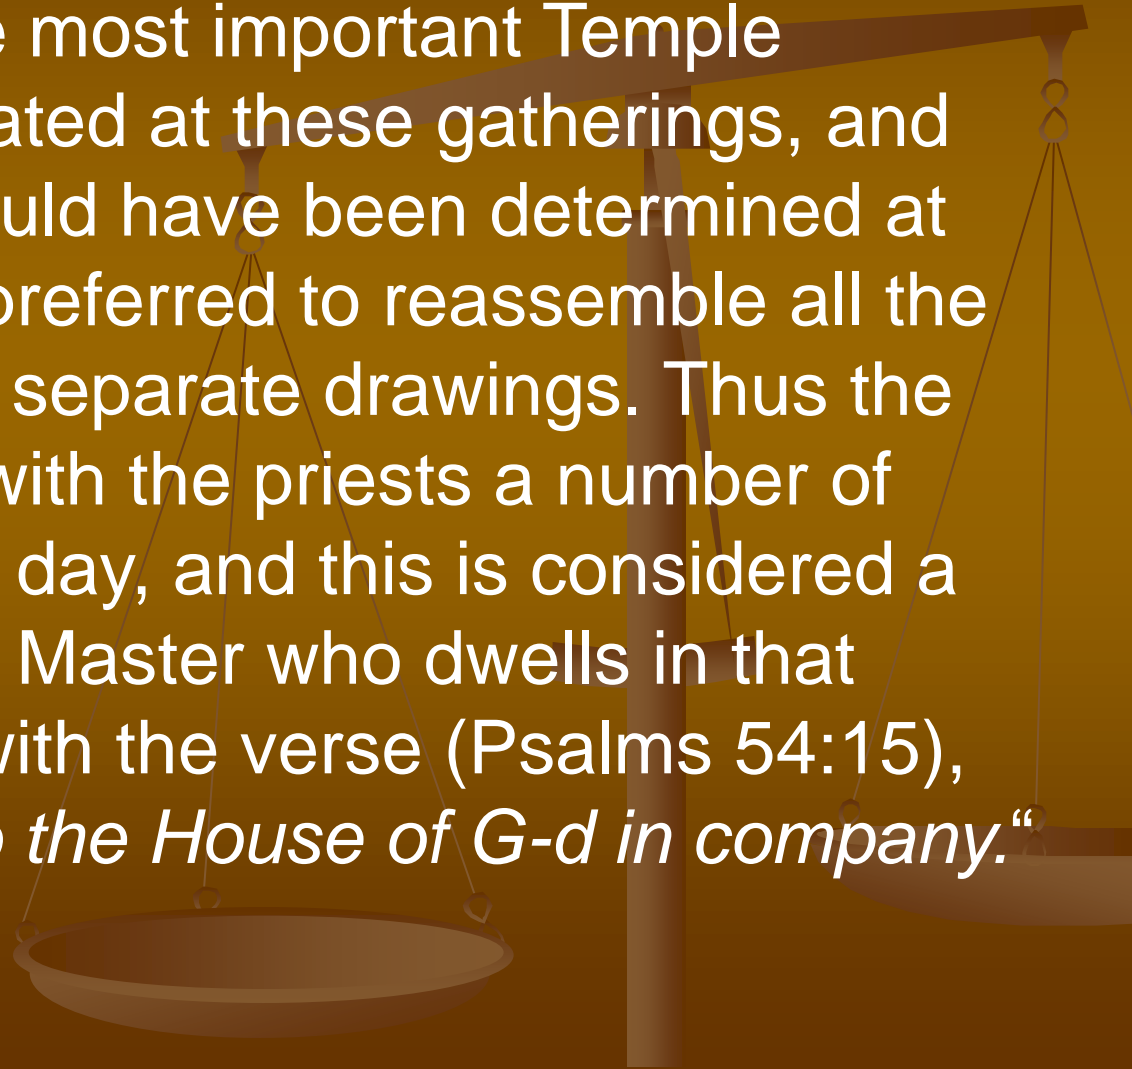 most important Temple
ated at these gatherings, and
uld have been determined at
preferred to reassemble all the
separate drawings. Thus the
with the priests a number of
day, and this is considered a
Master who dwells in that
with the verse (Psalms 54:15),
the House of G-d in company.“